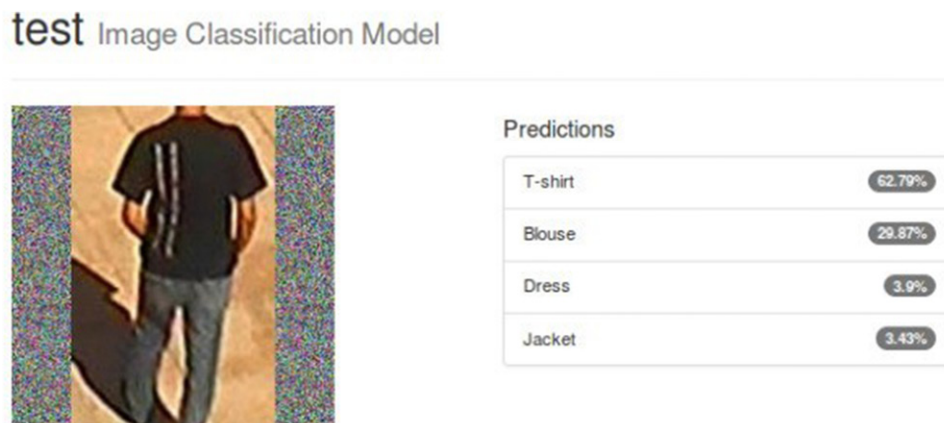 test Image Classification Model
Predictions
T-shirt 62.79%
Blouse 29.87%
Dress 3.9%
Jacket 3.43%